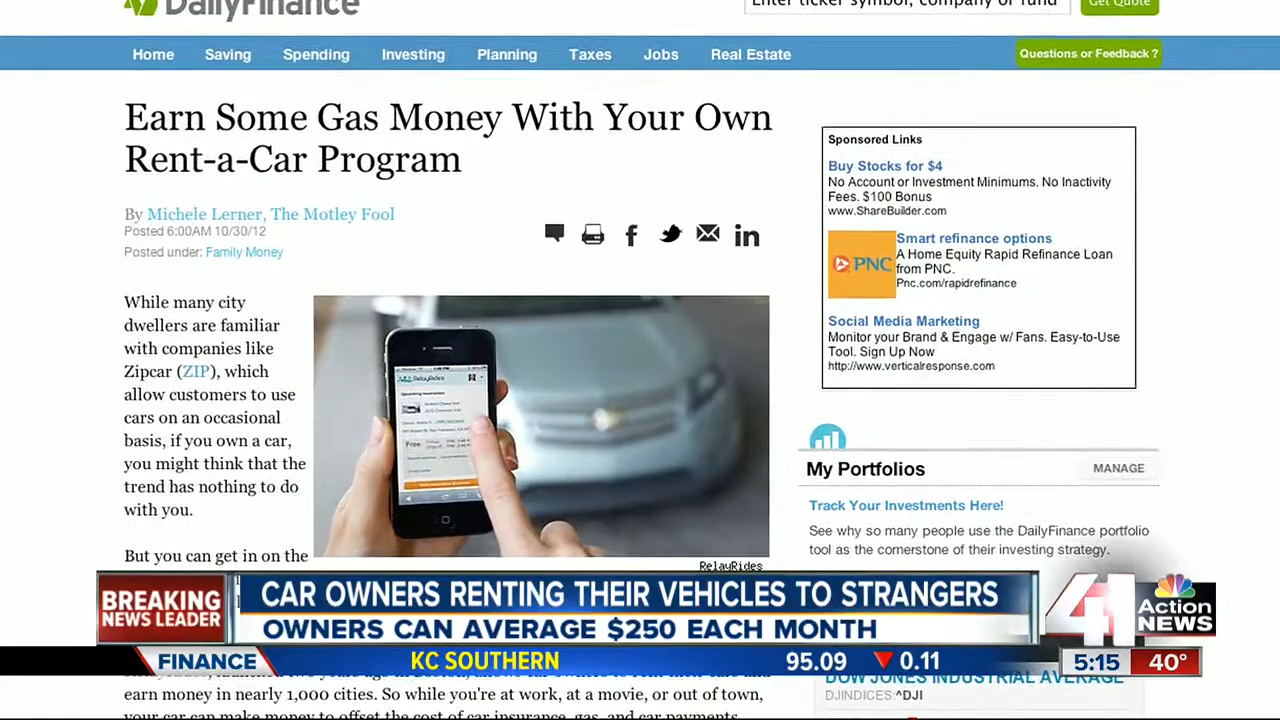 DailyFinance
Enter ticker symbol, company or fund
Get Quote
Home Saving Spending Investing Planning Taxes Jobs Real Estate
Questions or Feedback ?
Earn Some Gas Money With Your Own
Rent-a-Car Program
By Michele Lerner, The Motley Fool
Posted 6:00AM 10/30/12
Posted under: Family Money
While many city
dwellers are familiar
with companies like
Zipcar (ZIP), which
allow customers to use
cars on an occasional
basis, if you own a car,
you might think that the
trend has nothing to do
with you.
But you can get in on the
RelayRides
Free
RelayRides
Sponsored Links
Buy Stocks for $4
No Account or Investment Minimums. No Inactivity
Fees. $100 Bonus
www.ShareBuilder.com
PNC
Smart refinance options
A Home Equity Rapid Refinance Loan
from PNC.
Pnc.com/rapidrefinance
Social Media Marketing
Monitor your Brand & Engage w/ Fans. Easy-to-Use
Tool. Sign Up Now
http://www.verticalresponse.com
My Portfolios
MANAGE
Track Your Investments Here!
See why so many people use the DailyFinance portfolio
tool as the cornerstone of their investing strategy.
BREAKING
NEWS LEADER
CAR OWNERS RENTING THEIR VEHICLES TO STRANGERS
OWNERS CAN AVERAGE $250 EACH MONTH
41
Action
NEWS
FINANCE
KC SOUTHERN
95.09 ▼ 0.11
5:15 40°
DOW JONES INDUSTRIAL AVERAGE
DJINDICES:^DJI
earn money in nearly 1,000 cities. So while you're at work, at a movie, or out of town,
your car can make money to offset the cost of car insurance, gas, and car payments